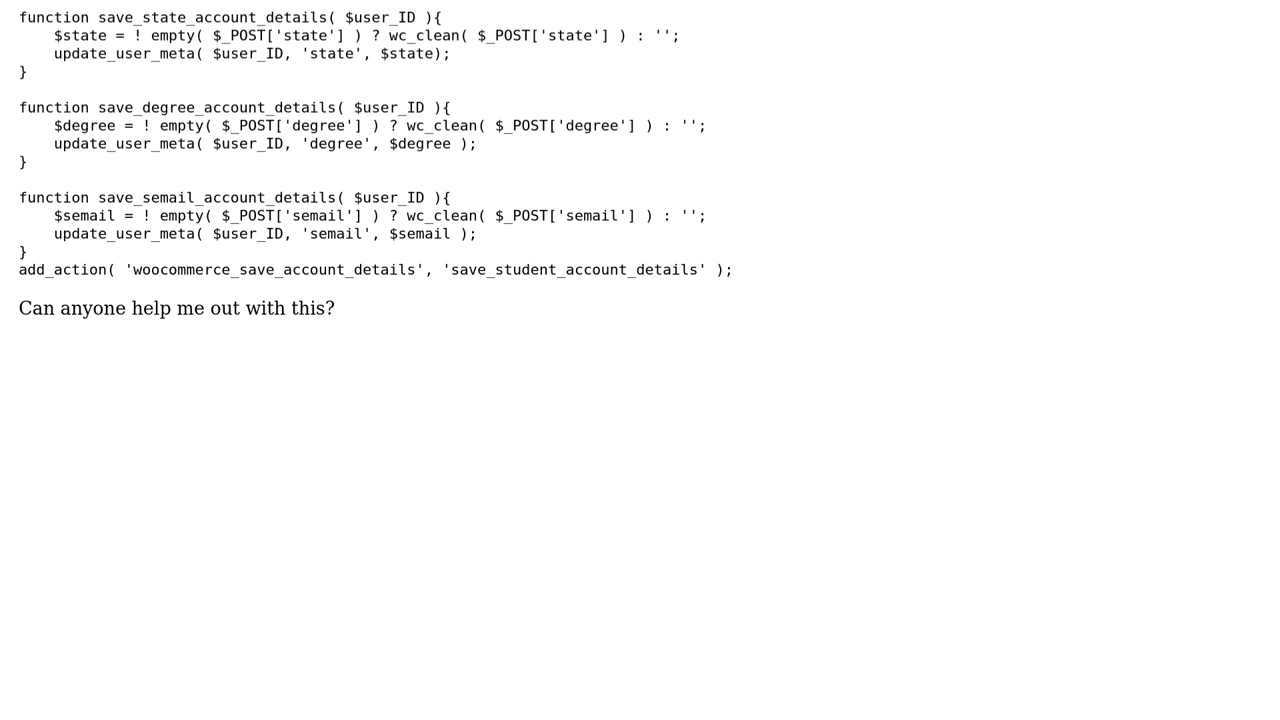 function save_state_account_details( $user_ID ){
    $state = ! empty( $_POST['state'] ) ? wc_clean( $_POST['state'] ) : '';
    update_user_meta( $user_ID, 'state', $state);
}

function save_degree_account_details( $user_ID ){
    $degree = ! empty( $_POST['degree'] ) ? wc_clean( $_POST['degree'] ) : '';
    update_user_meta( $user_ID, 'degree', $degree );
}

function save_semail_account_details( $user_ID ){
    $semail = ! empty( $_POST['semail'] ) ? wc_clean( $_POST['semail'] ) : '';
    update_user_meta( $user_ID, 'semail', $semail );
}
add_action( 'woocommerce_save_account_details', 'save_student_account_details' );

Can anyone help me out with this?